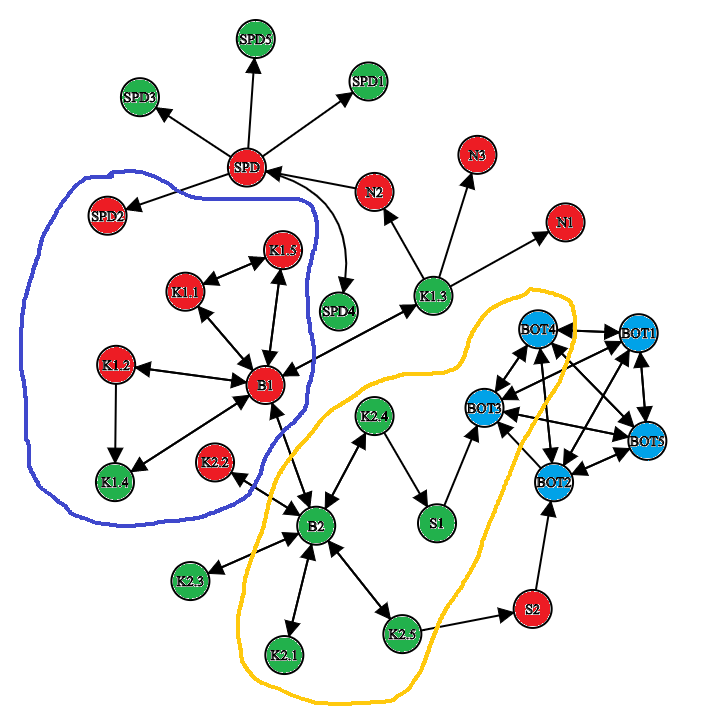 SPD5
SPD1
SPD3
N3
SPD
N2
SPD2
N1
K1.5
K1.1
K1.3
SPD4
BOT4
BOT1
K1.2
B1
BOT3
K2.4
BOT5
K2.2
K1.4
BOT2
S1
B2
K2.3
S2
K2.5
K2.1